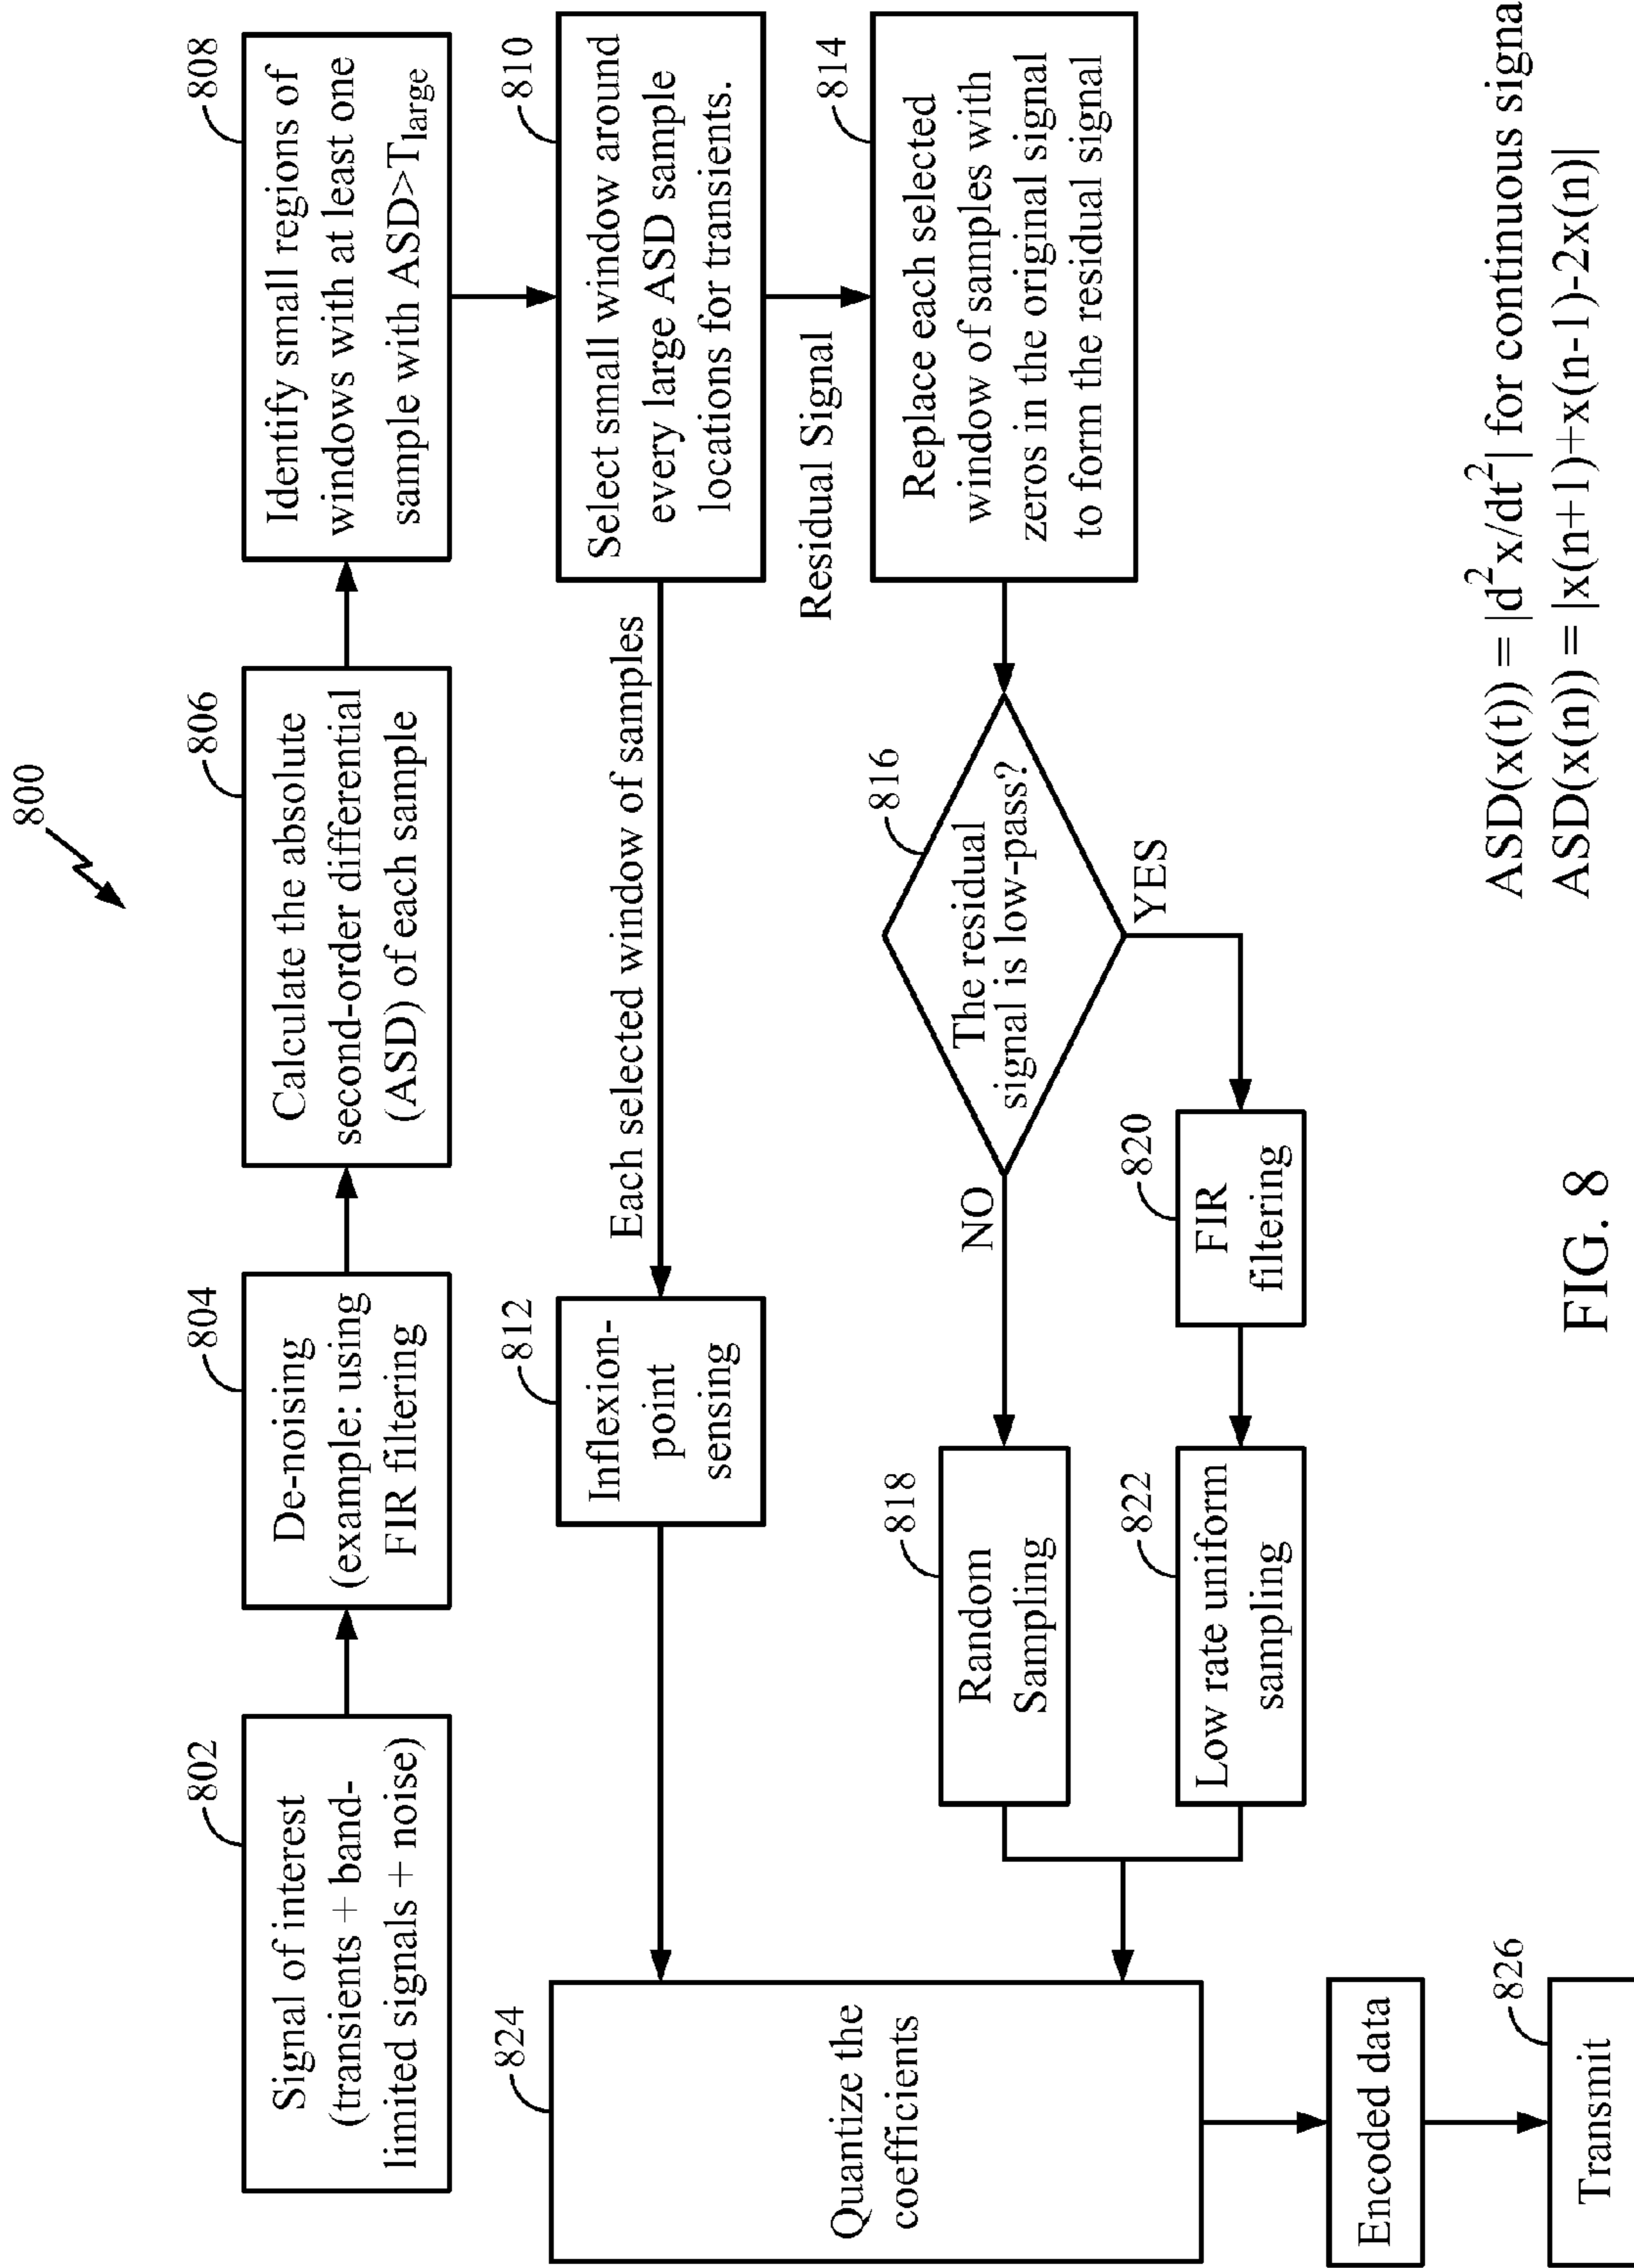 800
802
Signal of interest
(transients + band-
limited signals + noise)
804
De-noising
(example: using
FIR filtering
806
Calculate the absolute
second-order differential
(ASD) of each sample
808
Identify small regions of
windows with at least one
sample with ASD>Tlarge
810
Select small window around
every large ASD sample
locations for transients.
Each selected window of samples
812
Inflexion-
point
sensing
Residual Signal
814
Replace each selected
window of samples with
zeros in the original signal
to form the residual signal
816
The residual
signal is low-pass?
NO
YES
818
Random
Sampling
820
FIR
filtering
822
Low rate uniform
sampling
824
Quantize the
coefficients
Encoded data
826
Transmit
ASD(x(t)) = |d²x/dt²| for continuous signa
ASD(x(n)) = |x(n+1)+x(n-1)-2x(n)|
FIG. 8